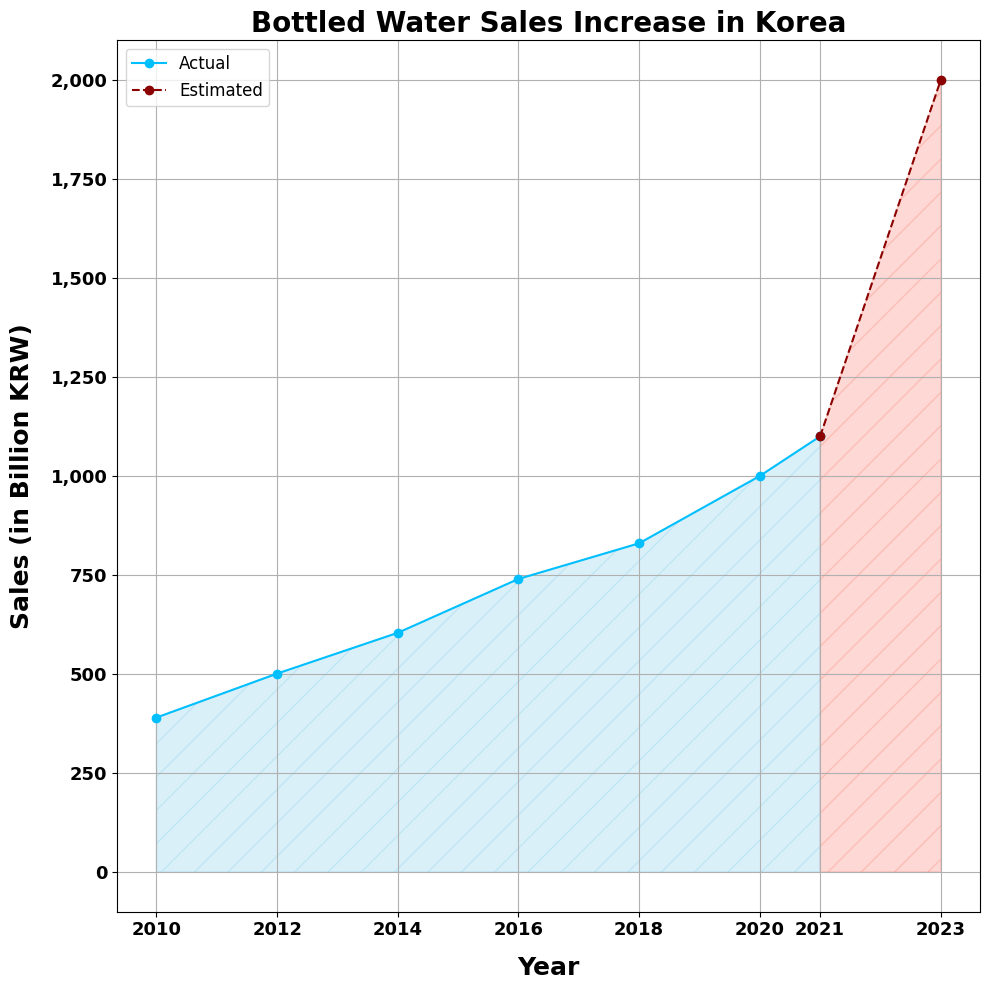 Bottled Water Sales Increase in Korea
Actual
Estimated
2,000
1,750
1,500
1,250
1,000
750
500
250
0
Sales (in Billion KRW)
2010 2012 2014 2016 2018 2020 2021 2023
Year